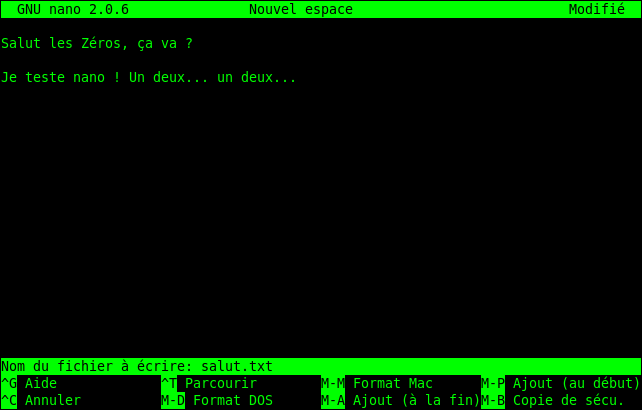 GNU nano 2.0.6 Nouvel espace Modifié
Salut les Zéros, ça va ?
Je teste nano ! Un deux... un deux...
Nom du fichier à écrire: salut.txt
^G Aide ^T Parcourir M-M Format Mac M-P Ajout (au début)
^C Annuler M-D Format DOS M-A Ajout (à la fin) M-B Copie de sécu.